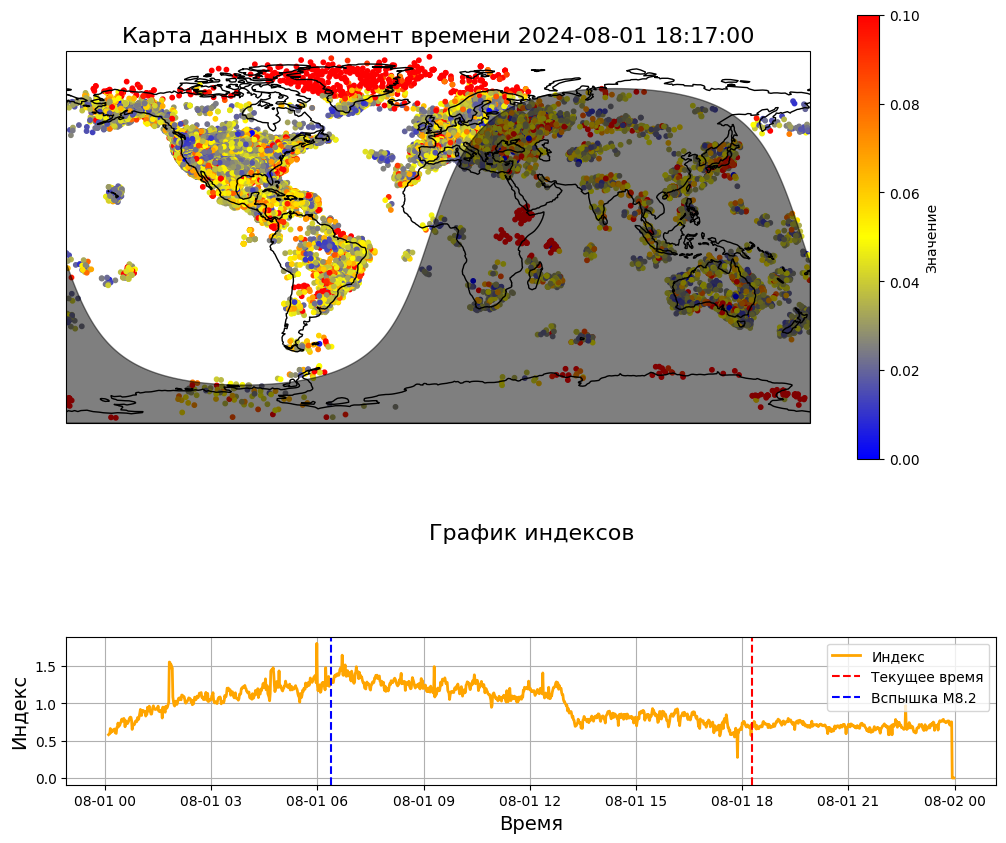 Карта данных в момент времени 2024-08-01 18:17:00
0.10
0.08
0.06
0.04
0.02
0.00
Значение
График индексов
Индекс
1.5
1.0
0.5
0.0
Индекс
Текущее время
Вспышка M8.2
08-01 00 08-01 03 08-01 06 08-01 09 08-01 12 08-01 15 08-01 18 08-01 21 08-02 00
Время